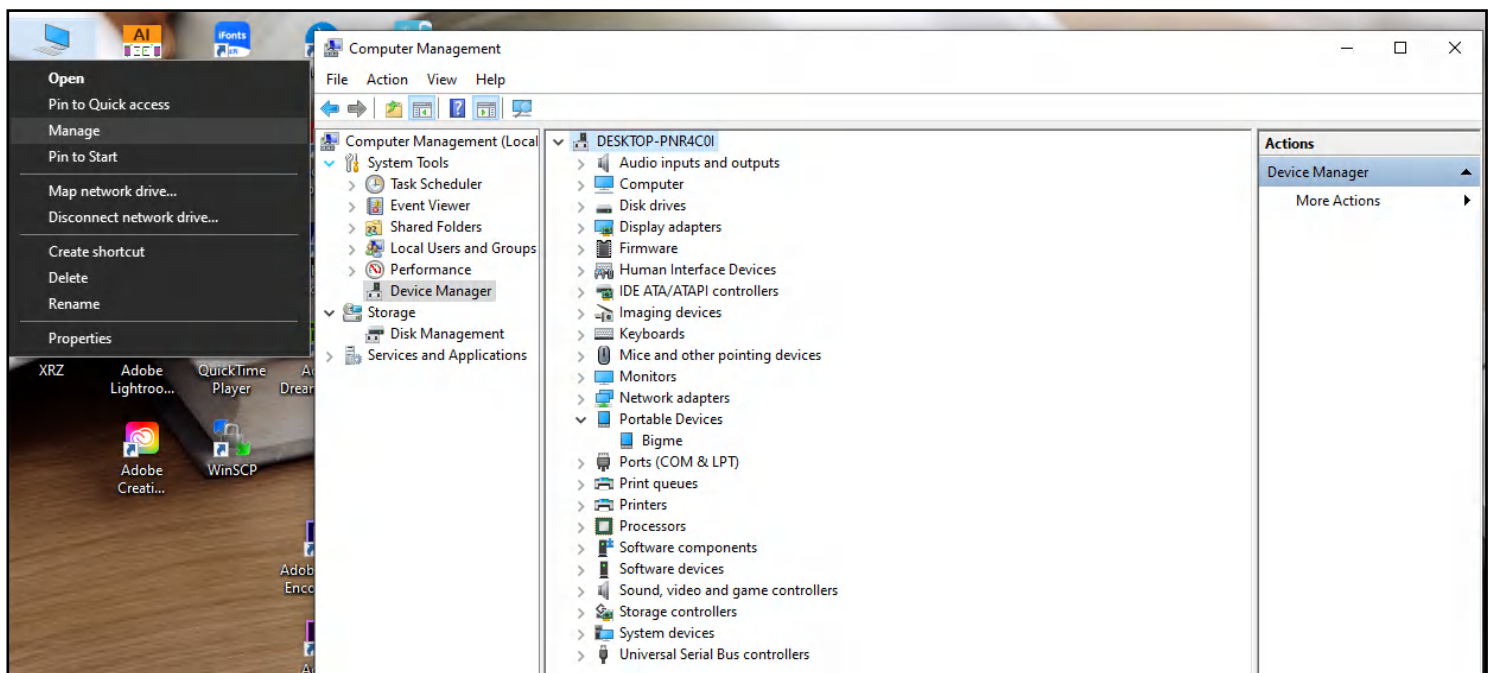 AI
iFonts
KR
Open
Pin to Quick access
Manage
Pin to Start
Map network drive...
Disconnect network drive...
Create shortcut
Delete
Rename
Properties
XRZ
Adobe
Lightroo...
QuickTime
Player
Drear
Adobe
Creati...
WinSCP
Adob
Enco
Computer Management
File Action View Help
Computer Management (Local
System Tools
Task Scheduler
Event Viewer
Shared Folders
Local Users and Groups
Performance
Device Manager
Storage
Disk Management
Services and Applications
DESKTOP-PNR4C0I
Audio inputs and outputs
Computer
Disk drives
Display adapters
Firmware
Human Interface Devices
IDE ATA/ATAPI controllers
Imaging devices
Keyboards
Mice and other pointing devices
Monitors
Network adapters
Portable Devices
Bigme
Ports (COM & LPT)
Print queues
Printers
Processors
Software components
Software devices
Sound, video and game controllers
Storage controllers
System devices
Universal Serial Bus controllers
Actions
Device Manager
More Actions